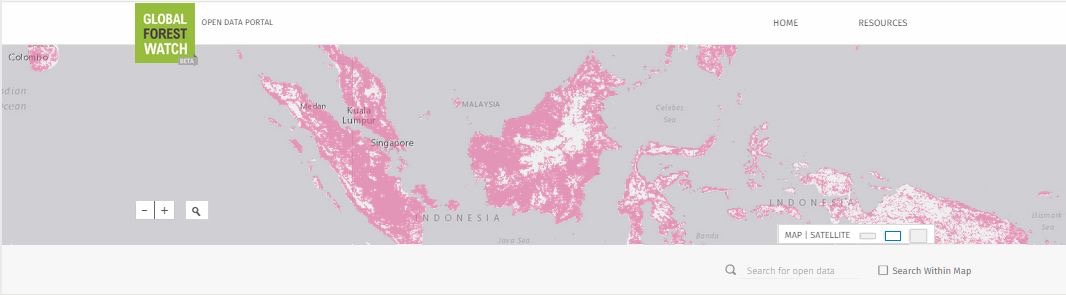 GLOBAL
FOREST
WATCH
BETA
OPEN DATA PORTAL
HOME
RESOURCES
Colombo
ndian
cean
Medan
Kuala
Lumpur
MALAYSIA
Singapore
Celebes
Sea
INDONESIA
INDONESIA
Java Sea
Banda
Bismark
Sea
− +
MAP | SATELLITE
Search for open data
Search Within Map